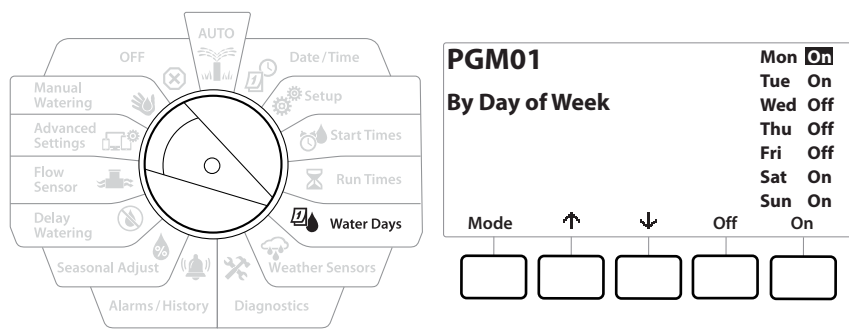 AUTO
Date/Time
Setup
Start Times
Run Times
Water Days
Weather Sensors
Diagnostics
Alarms/History
Seasonal Adjust
%
Delay
Watering
Flow
Sensor
Advanced
Settings
Manual
Watering
OFF
1
1
PGM01
By Day of Week
Mon On
Tue On
Wed Off
Thu Off
Fri Off
Sat On
Sun On
Mode ↑ ↓ Off On